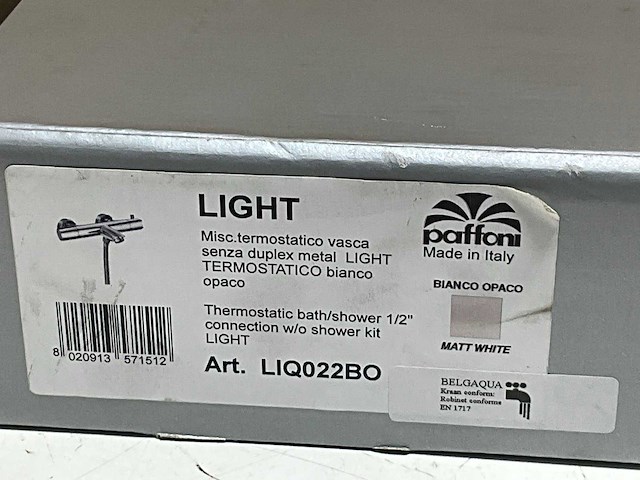 LIGHT
Misc.termostatico vasca
senza duplex metal LIGHT
TERMOSTATICO bianco
opaco
Thermostatic bath/shower 1/2"
connection w/o shower kit
LIGHT
Art. LIQ022BO
8 020913 571512
paffoni
Made in Italy
BIANCO OPACO
MATT WHITE
BELGAQUA
Kraan conform:
Robinet conforme
EN 1717